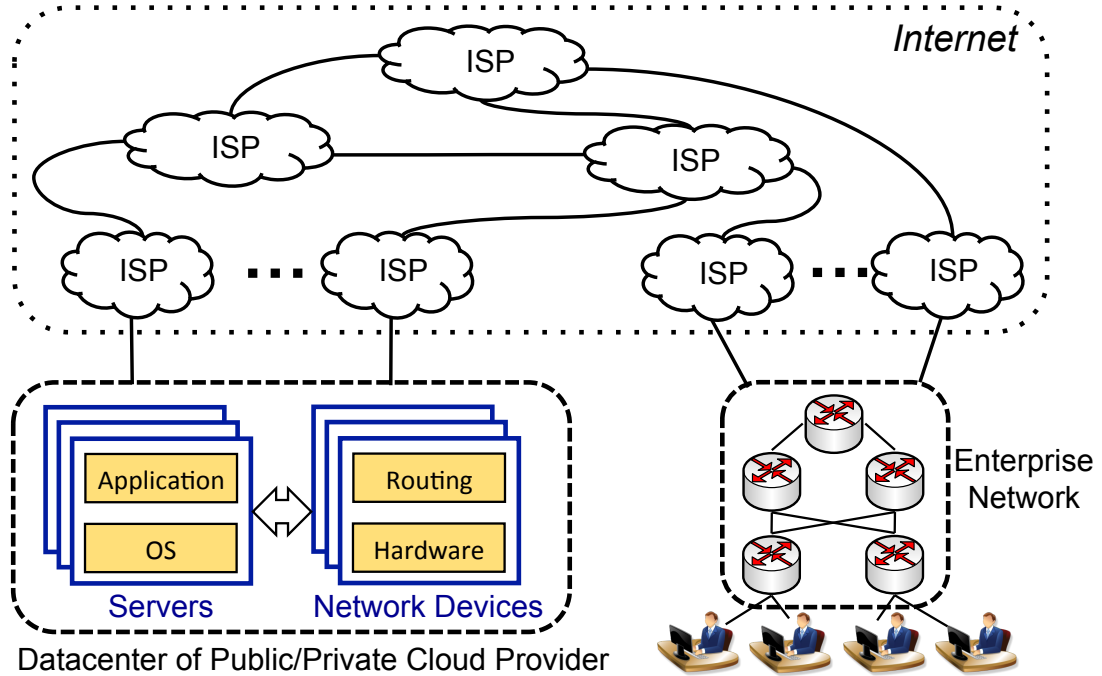 Internet
ISP
ISP
ISP
ISP
ISP
ISP
ISP
Application
OS
Servers
Routing
Hardware
Network Devices
Enterprise
Network
Datacenter of Public/Private Cloud Provider